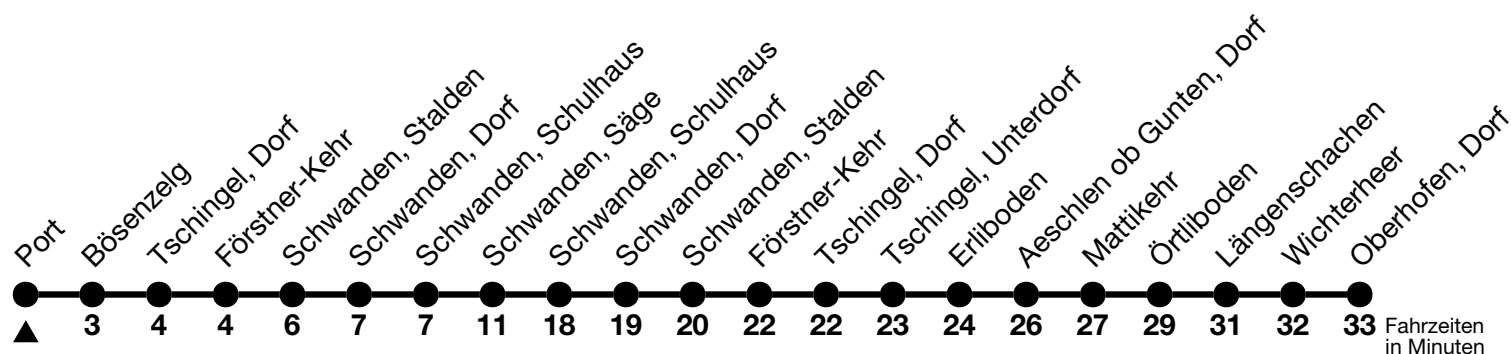 Port
Bösenzelg
Tschingel, Dorf
Förstner-Kehr
Schwanden, Stalden
Schwanden, Dorf
Schwanden, Schulhaus
Schwanden, Säge
Schwanden, Schulhaus
Schwanden, Dorf
Schwanden, Stalden
Förstner-Kehr
Tschingel, Dorf
Tschingel, Unterdorf
Erliboden
Aeschlen ob Gunten, Dorf
Mattikehr
Örtliboden
Längenschachen
Wichterheer
Oberhofen, Dorf
3 4 4 6 7 7 11 18 19 20 22 22 23 24 26 27 29 31 32 33 Fahrzeiten
in Minuten